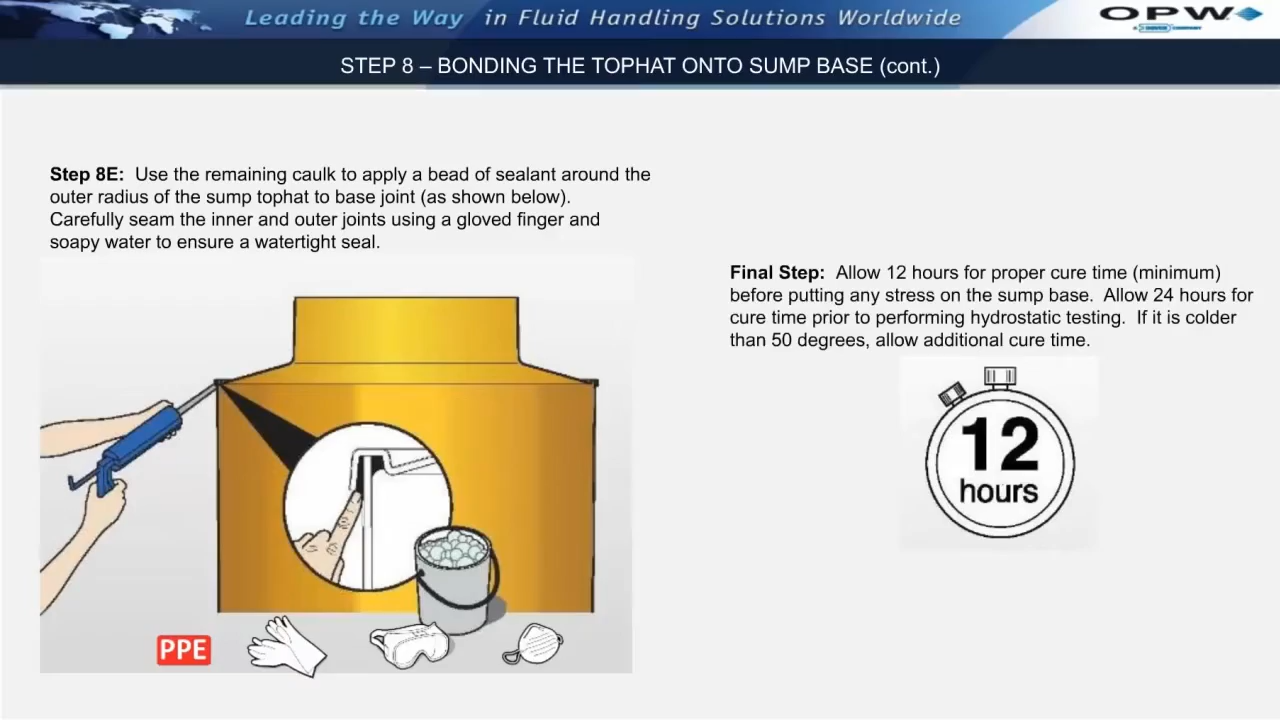 Leading the Way in Fluid Handling Solutions Worldwide
OPW
STEP 8 – BONDING THE TOPHAT ONTO SUMP BASE (cont.)
Step 8E: Use the remaining caulk to apply a bead of sealant around the
outer radius of the sump tophat to base joint (as shown below).
Carefully seam the inner and outer joints using a gloved finger and
soapy water to ensure a watertight seal.
Final Step: Allow 12 hours for proper cure time (minimum)
before putting any stress on the sump base. Allow 24 hours for
cure time prior to performing hydrostatic testing. If it is colder
than 50 degrees, allow additional cure time.
12
hours
PPE